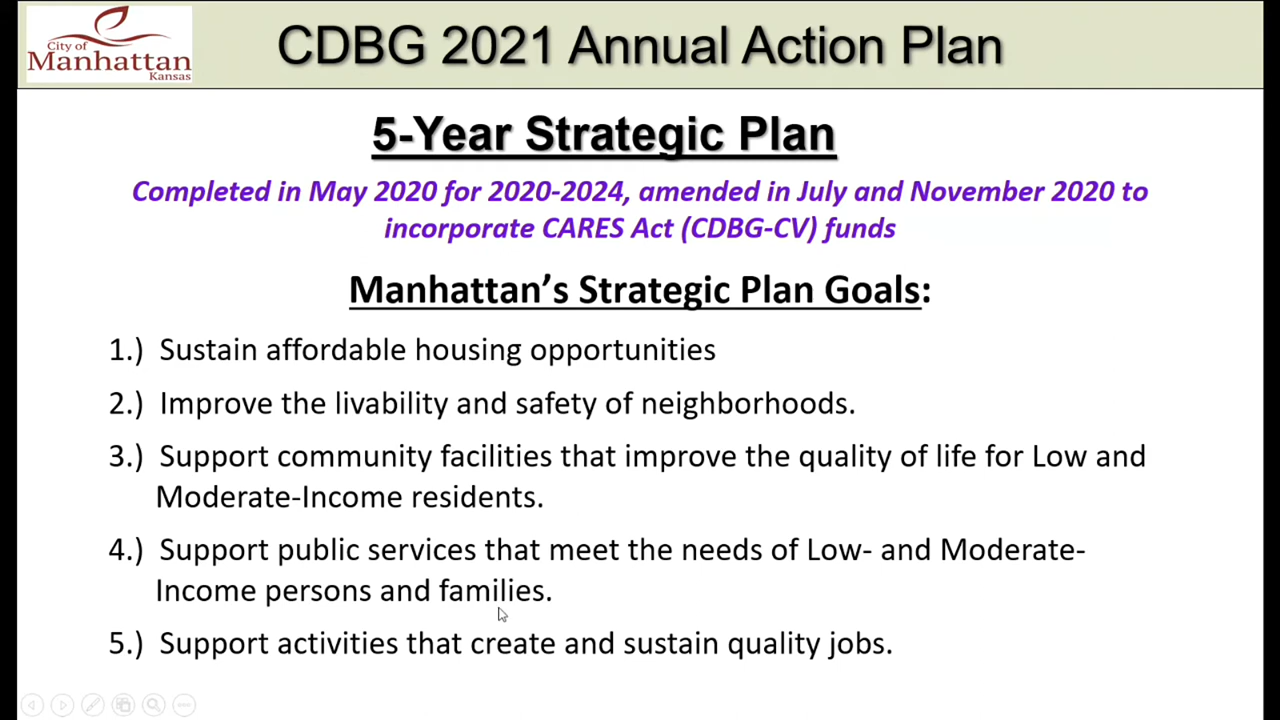 City of
Manhattan
Kansas
CDBG 2021 Annual Action Plan
5-Year Strategic Plan
Completed in May 2020 for 2020-2024, amended in July and November 2020 to
incorporate CARES Act (CDBG-CV) funds
Manhattan’s Strategic Plan Goals:
1.) Sustain affordable housing opportunities
2.) Improve the livability and safety of neighborhoods.
3.) Support community facilities that improve the quality of life for Low and
Moderate-Income residents.
4.) Support public services that meet the needs of Low- and Moderate-
Income persons and families.
5.) Support activities that create and sustain quality jobs.